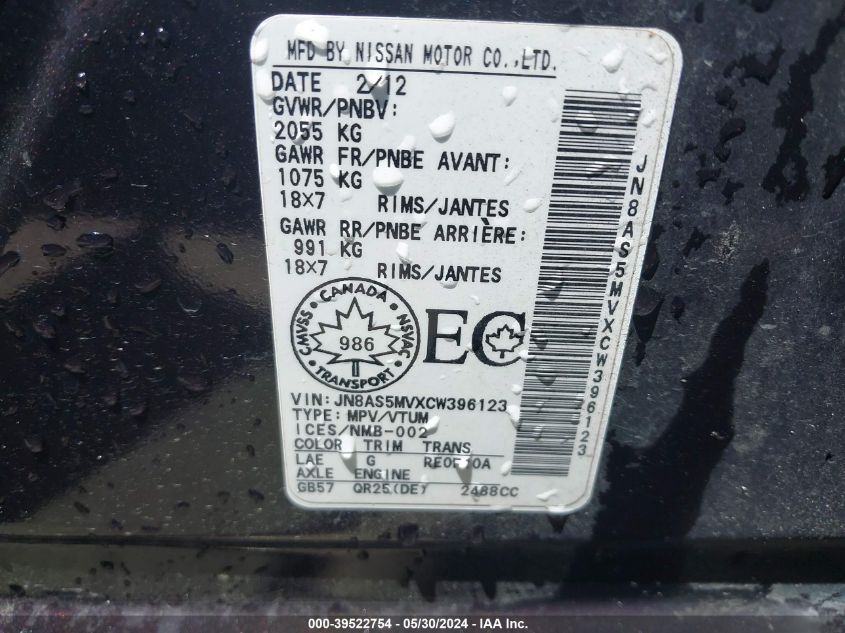 MFD BY NISSAN MOTOR CO.,LTD.
DATE 2/12
GVWR/PNBV:
2055 KG
GAWR FR/PNBE AVANT:
1075 KG
18X7 RIMS/JANTES
GAWR RR/PNBE ARRIÈRE:
991 KG
18X7 RIMS/JANTES
CANADA
CMVSS NSVAC
986
TRANSPORT
EC
VIN: JN8AS5MVXCW396123
TYPE: MPV/VTUM
ICES/NMB-002
COLOR TRIM TRANS
LAE G RE0F10A
AXLE ENGINE
GB57 QR25(DE) 2488CC
JN8AS5MVXCW396123
000-39522754 - 05/30/2024 - IAA, Inc.